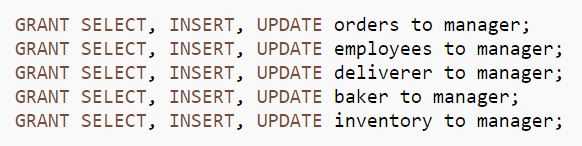 GRANT SELECT, INSERT, UPDATE orders to manager;
GRANT SELECT, INSERT, UPDATE employees to manager;
GRANT SELECT, INSERT, UPDATE deliverer to manager;
GRANT SELECT, INSERT, UPDATE baker to manager;
GRANT SELECT, INSERT, UPDATE inventory to manager;